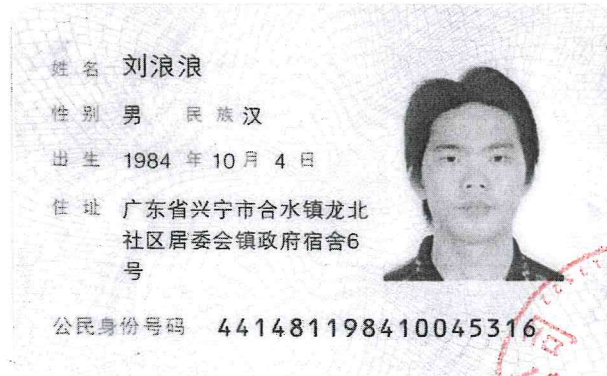 姓 名 刘浪浪
性 别 男 民 族 汉
出 生 1984 年 10 月 4 日
住 址 广东省兴宁市合水镇龙北
社区居委会镇政府宿舍6
号
公民身份号码 441481198410045316
司